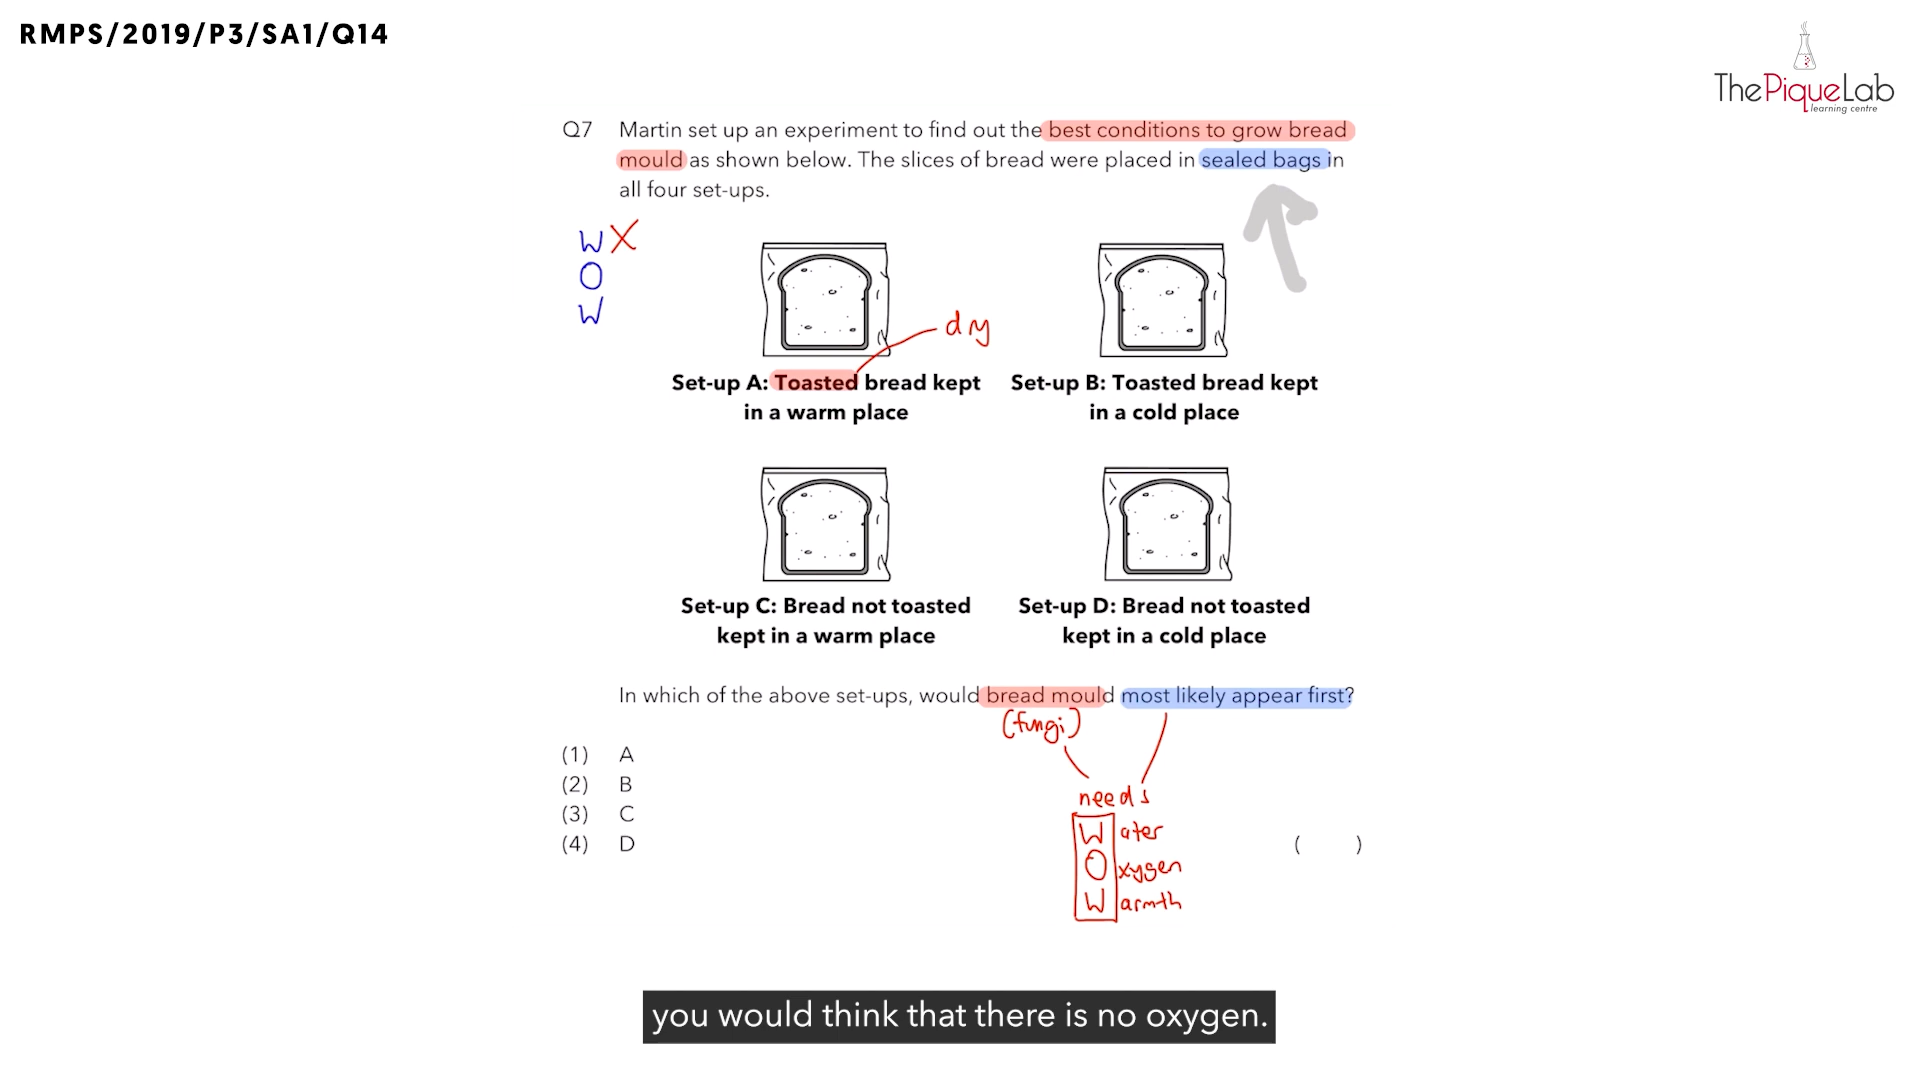 RMPS/2019/P3/SA1/Q14
ThePiqueLab
learning centre
Q7 Martin set up an experiment to find out the best conditions to grow bread
mould as shown below. The slices of bread were placed in sealed bags in
all four set-ups.
W X
O
W
dry
Set-up A: Toasted bread kept
in a warm place
Set-up B: Toasted bread kept
in a cold place
Set-up C: Bread not toasted
kept in a warm place
Set-up D: Bread not toasted
kept in a cold place
In which of the above set-ups, would bread mould most likely appear first?
(fungi)
needs
Water
Oxygen
Warmth
(1) A
(2) B
(3) C
(4) D ( )
you would think that there is no oxygen.